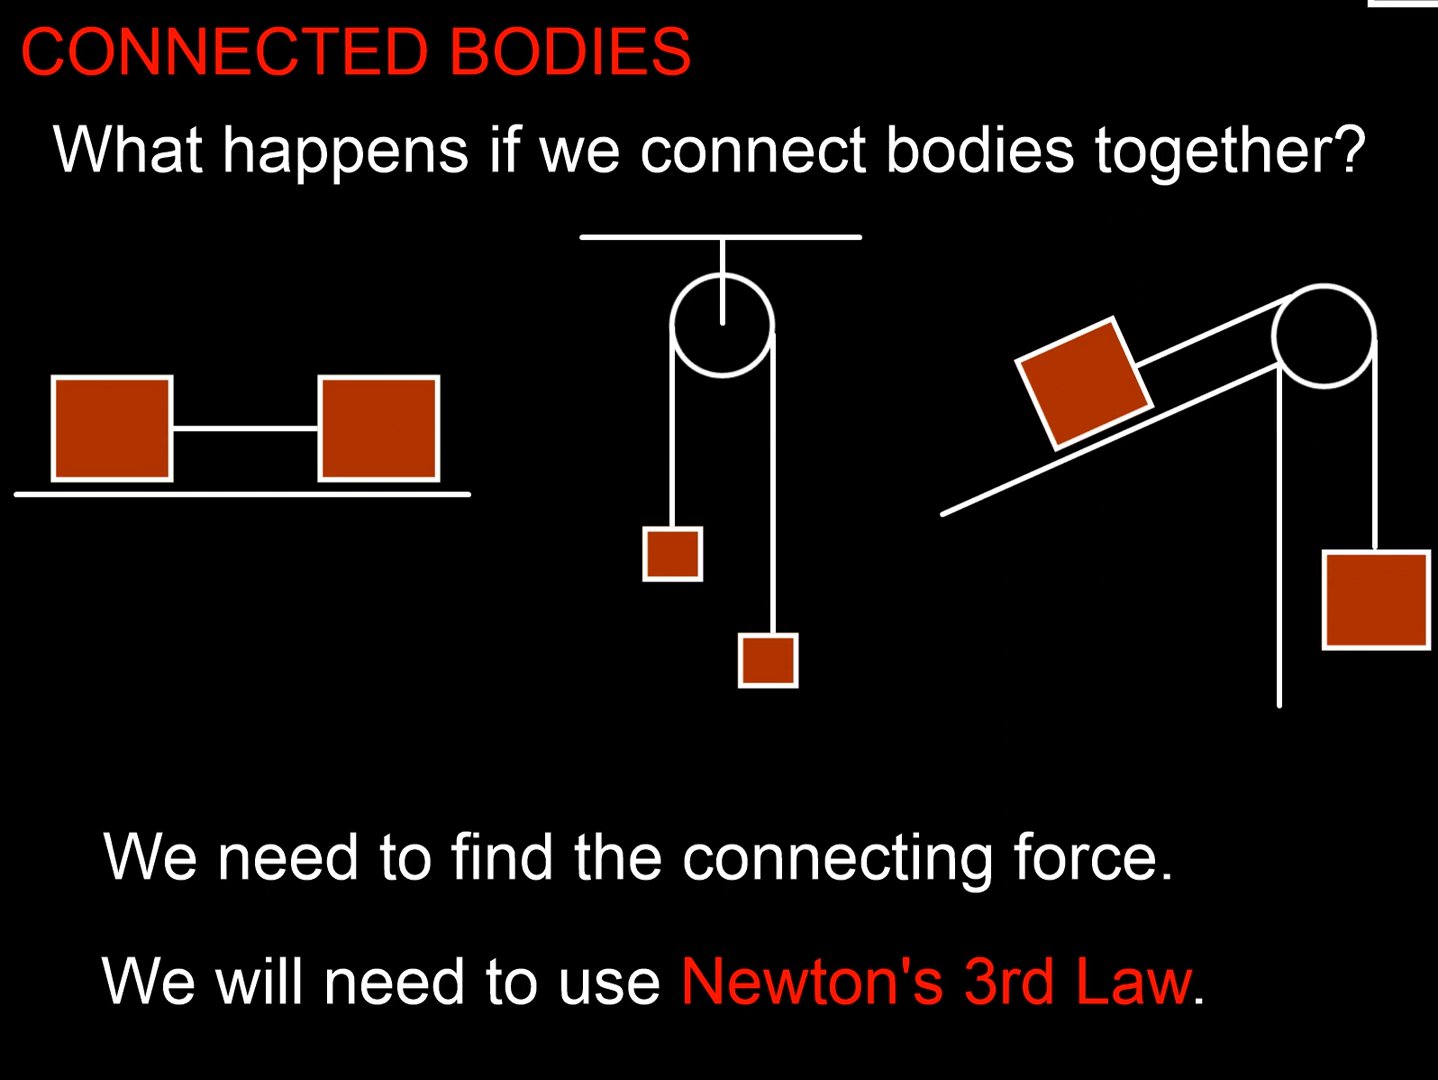 CONNECTED BODIES
What happens if we connect bodies together?
We need to find the connecting force.
We will need to use Newton's 3rd Law.